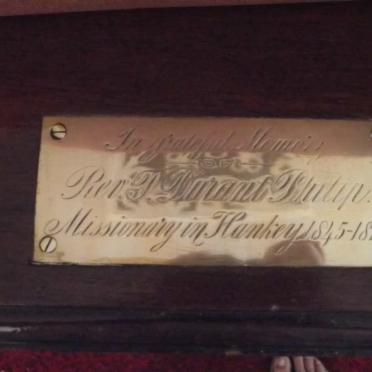 In grateful Memory
OF
Rev T. Durant Philip.
Missionary in Hankey 1845-18